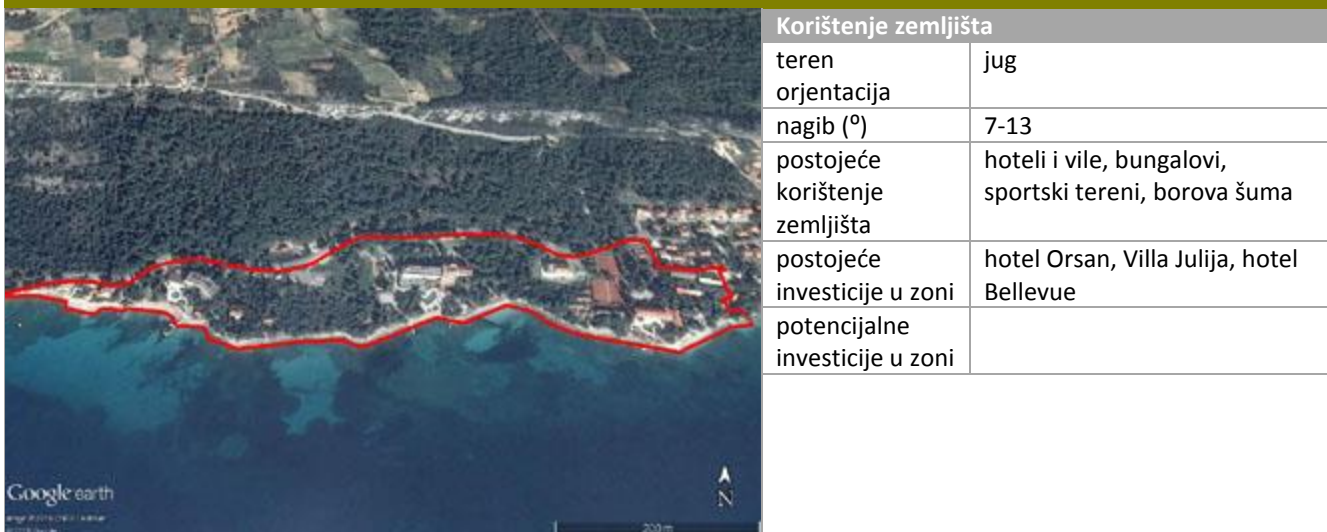 Korištenje zemljišta
teren
orjentacija
jug
nagib (⁰)
7-13
postojeće
korištenje
zemljišta
hoteli i vile, bungalovi,
sportski tereni, borova šuma
postojeće
investicije u zoni
hotel Orsan, Villa Julija, hotel
Bellevue
potencijalne
investicije u zoni
Google earth
N
200 m